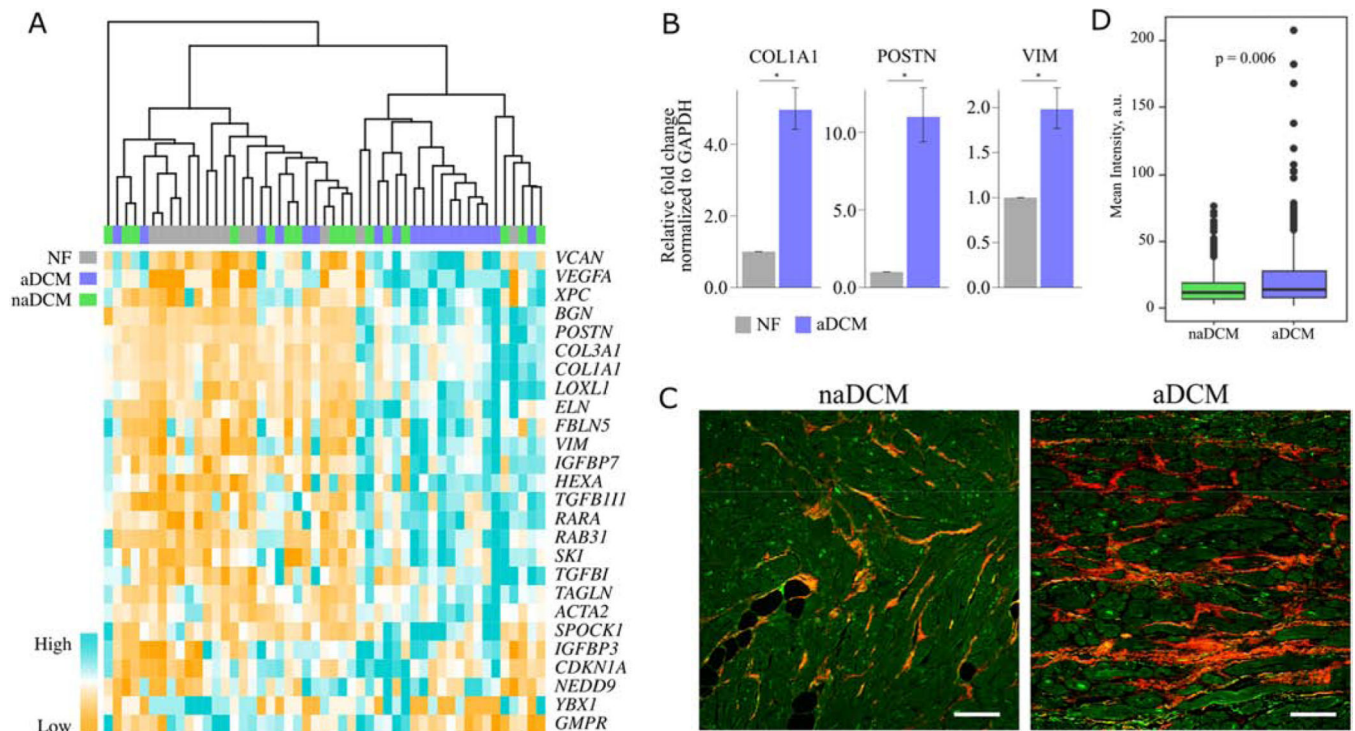 A
NF
aDCM
naDCM
VCAN
VEGFA
XPC
BGN
POSTN
COL3A1
COL1A1
LOXL1
ELN
FBLN5
VIM
IGFBP7
HEXA
TGFB1I1
RARA
RAB31
SKI
TGFBI
TAGLN
ACTA2
SPOCK1
IGFBP3
CDKN1A
NEDD9
YBX1
GMPR
High
Low
B
COL1A1 POSTN VIM
* * *
Relative fold change
normalized to GAPDH
4.0
2.0
0.0
10.0
5.0
0.0
2.0
1.5
1.0
0.5
0.0
NF aDCM
D
p = 0.006
Mean Intensity, a.u.
200
150
100
50
0
naDCM aDCM
C
naDCM aDCM